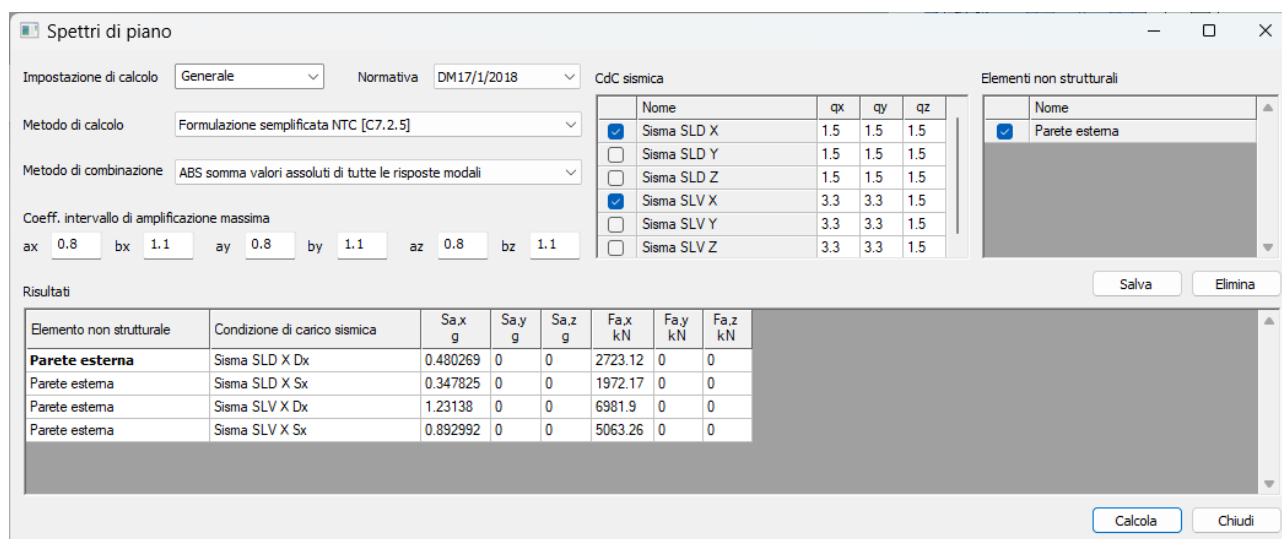 Spettri di piano
Impostazione di calcolo Generale Normativa DM17/1/2018
Metodo di calcolo Formulazione semplificata NTC [C7.2.5]
Metodo di combinazione ABS somma valori assoluti di tutte le risposte modali
Coeff. intervallo di amplificazione massima
ax 0.8 bx 1.1 ay 0.8 by 1.1 az 0.8 bz 1.1
CdC sismica
Nome qx qy qz
Sisma SLD X 1.5 1.5 1.5
Sisma SLD Y 1.5 1.5 1.5
Sisma SLD Z 1.5 1.5 1.5
Sisma SLV X 3.3 3.3 1.5
Sisma SLV Y 3.3 3.3 1.5
Sisma SLV Z 3.3 3.3 1.5
Elementi non strutturali
Nome
Parete esterna
Salva Elimina
Risultati
Elemento non strutturale Condizione di carico sismica Sa,x g Sa,y g Sa,z g Fa,x kN Fa,y kN Fa,z kN
Parete esterna Sisma SLD X Dx 0.480269 0 0 2723.12 0 0
Parete esterna Sisma SLD X Sx 0.347825 0 0 1972.17 0 0
Parete esterna Sisma SLV X Dx 1.23138 0 0 6981.9 0 0
Parete esterna Sisma SLV X Sx 0.892992 0 0 5063.26 0 0
Calcola Chiudi